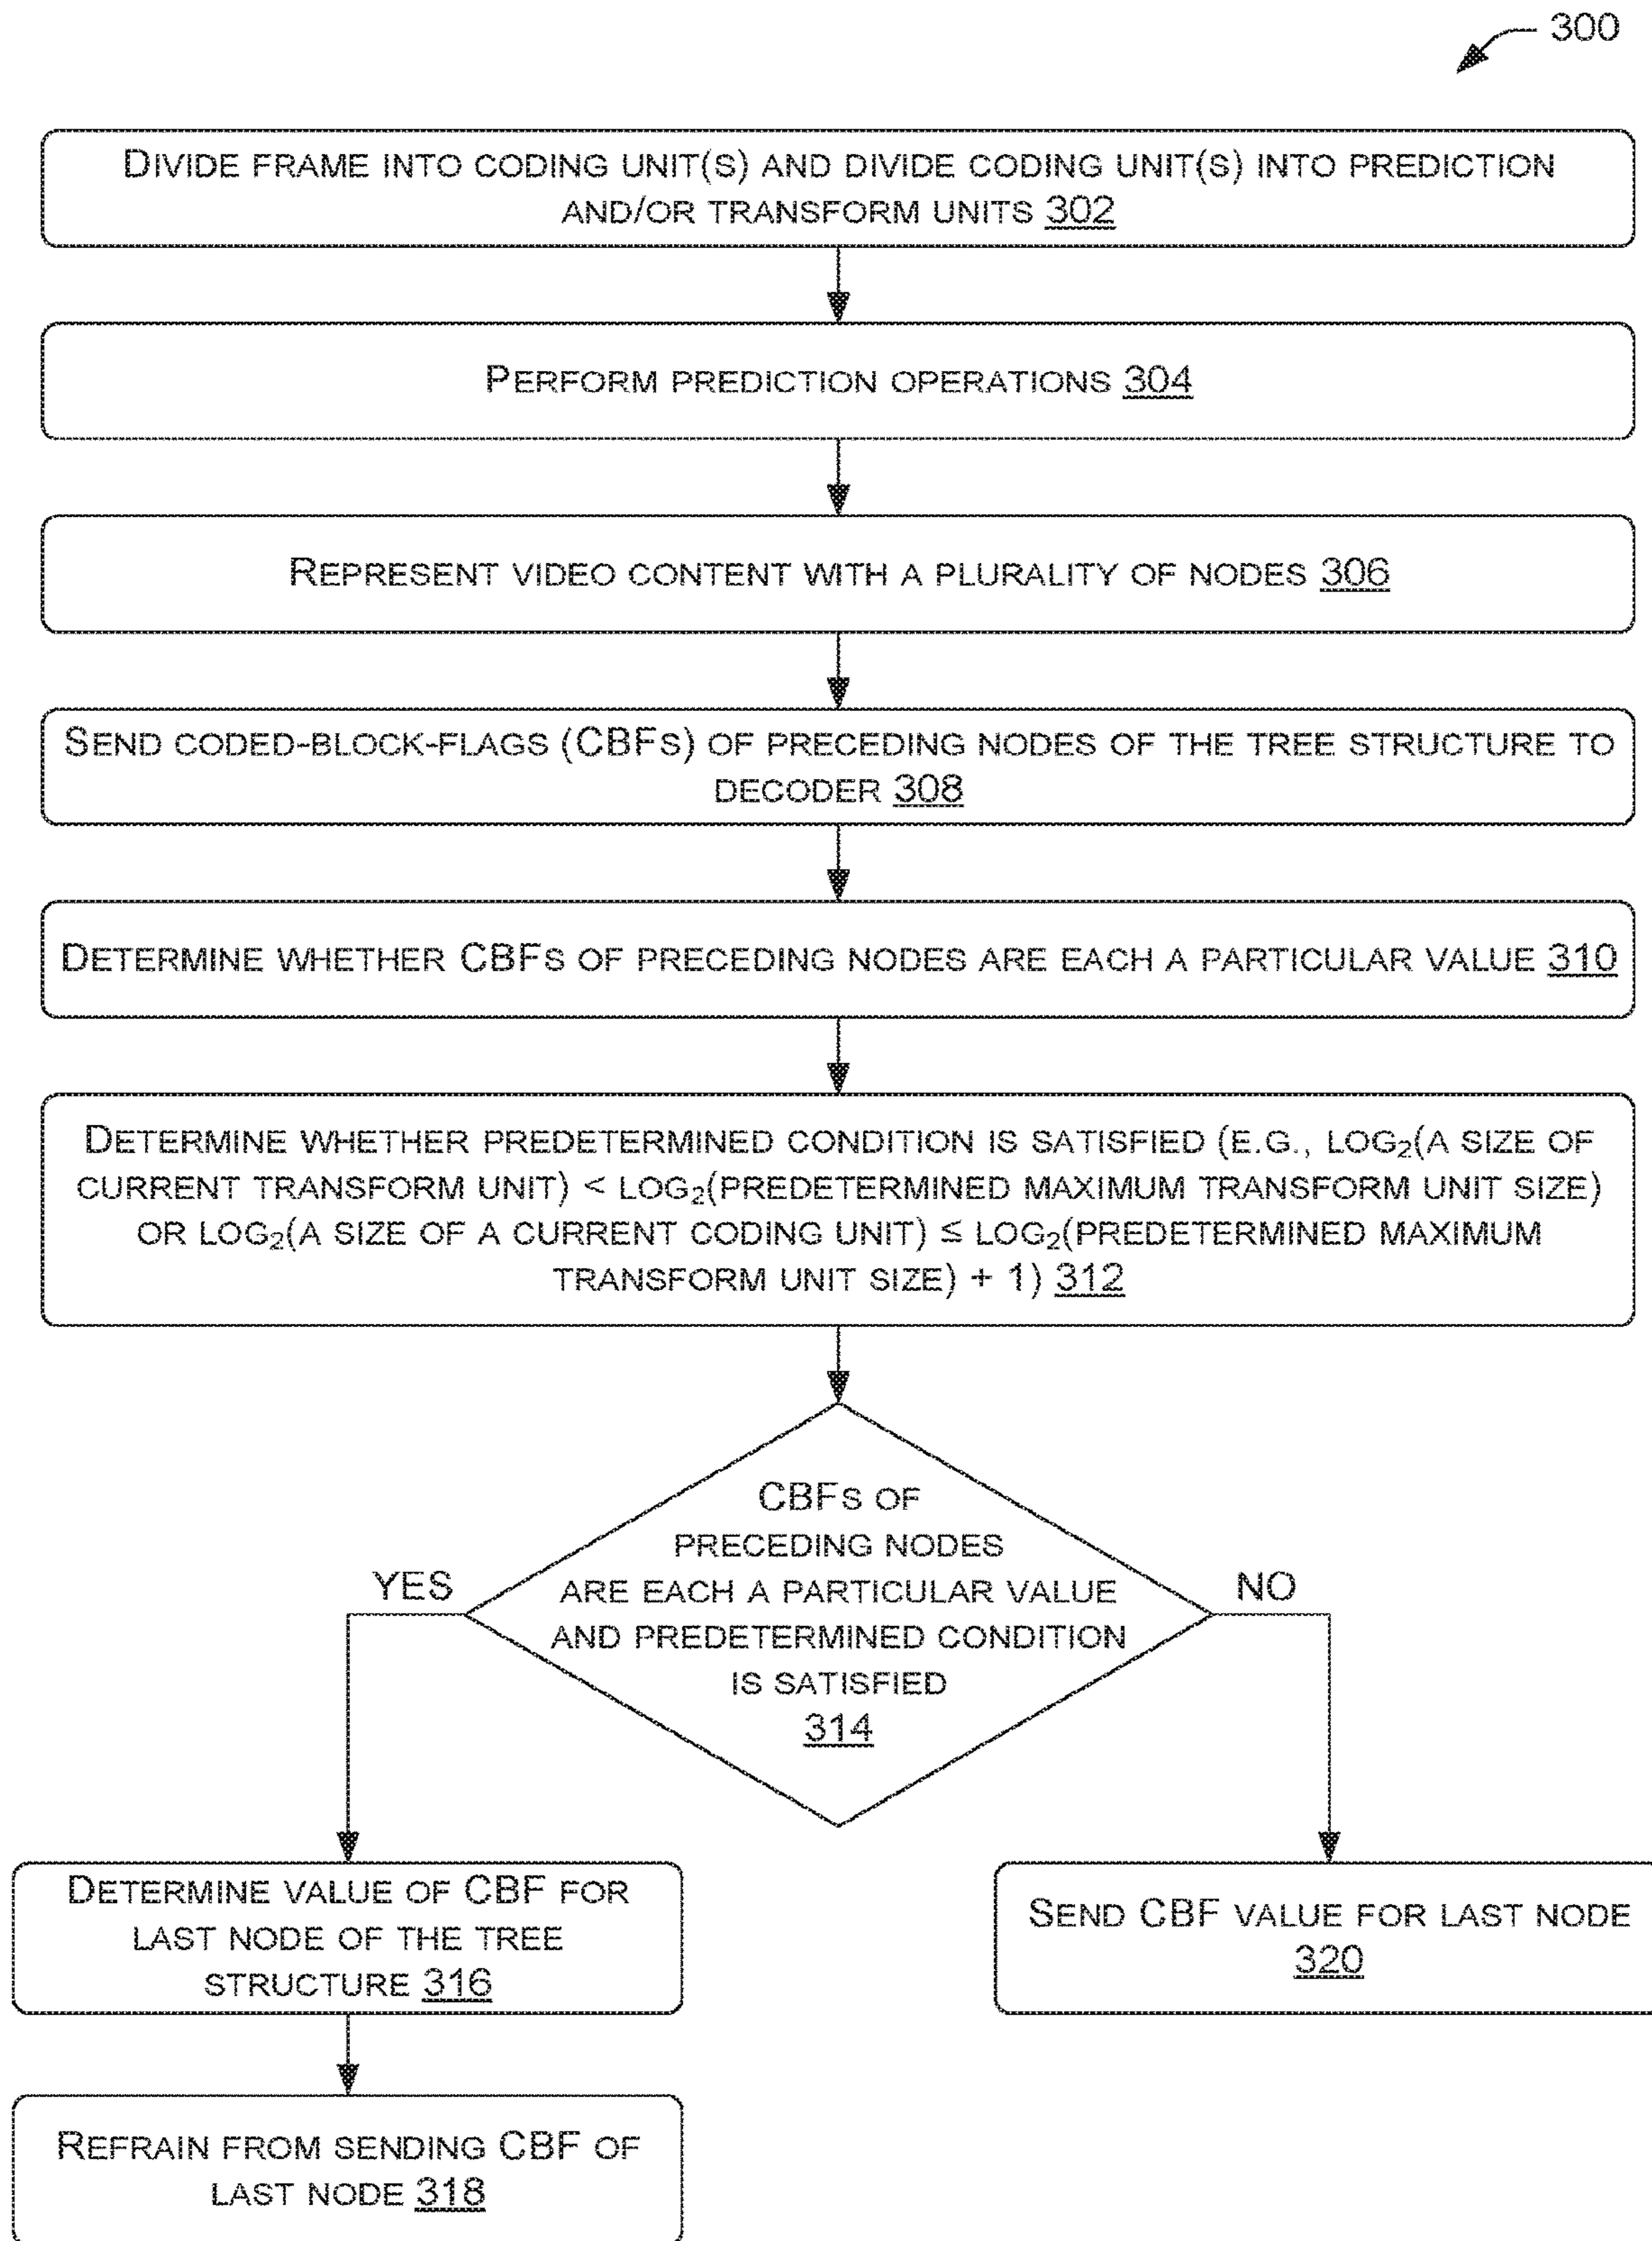 300
DIVIDE FRAME INTO CODING UNIT(S) AND DIVIDE CODING UNIT(S) INTO PREDICTION
AND/OR TRANSFORM UNITS 302
PERFORM PREDICTION OPERATIONS 304
REPRESENT VIDEO CONTENT WITH A PLURALITY OF NODES 306
SEND CODED-BLOCK-FLAGS (CBFS) OF PRECEDING NODES OF THE TREE STRUCTURE TO
DECODER 308
DETERMINE WHETHER CBFS OF PRECEDING NODES ARE EACH A PARTICULAR VALUE 310
DETERMINE WHETHER PREDETERMINED CONDITION IS SATISFIED (E.G., LOG₂(A SIZE OF
CURRENT TRANSFORM UNIT) < LOG₂(PREDETERMINED MAXIMUM TRANSFORM UNIT SIZE)
OR LOG₂(A SIZE OF A CURRENT CODING UNIT) ≤ LOG₂(PREDETERMINED MAXIMUM
TRANSFORM UNIT SIZE) + 1) 312
CBFS OF
PRECEDING NODES
ARE EACH A PARTICULAR VALUE
AND PREDETERMINED CONDITION
IS SATISFIED
314
YES
NO
DETERMINE VALUE OF CBF FOR
LAST NODE OF THE TREE
STRUCTURE 316
SEND CBF VALUE FOR LAST NODE
320
REFRAIN FROM SENDING CBF OF
LAST NODE 318